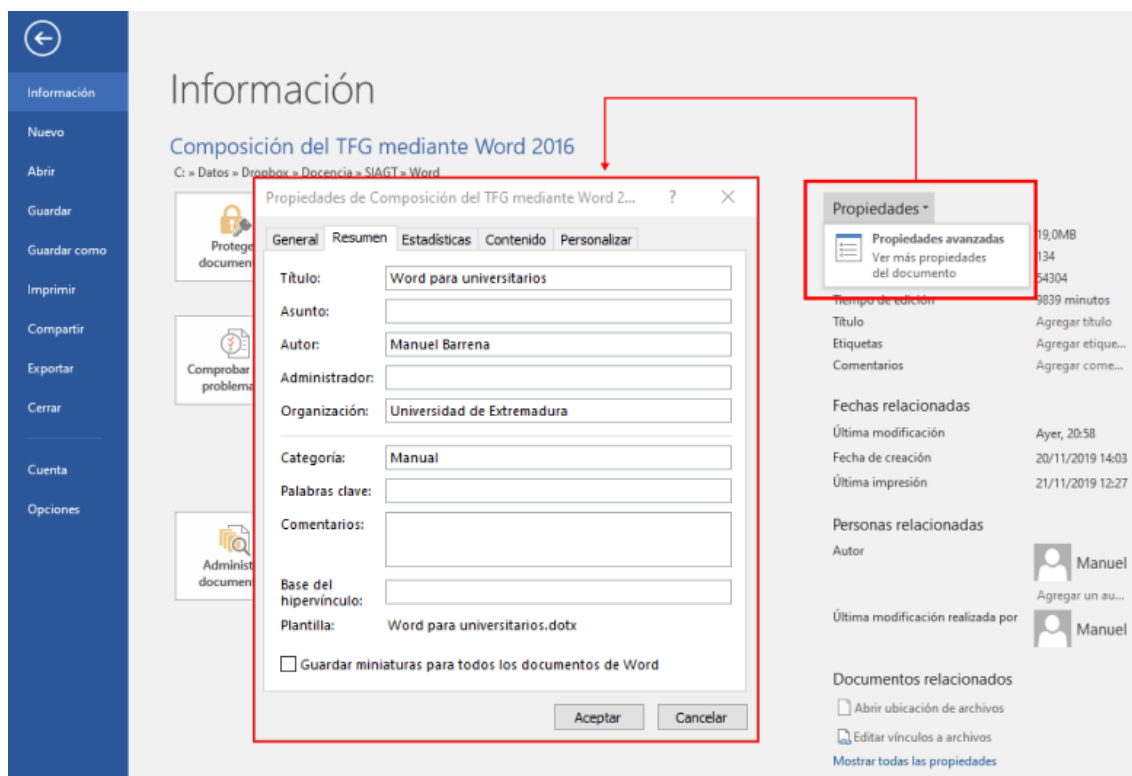 Información
Nuevo
Abrir
Guardar
Guardar como
Imprimir
Compartir
Exportar
Cerrar
Cuenta
Opciones
Información
Composición del TFG mediante Word 2016
C: » Datos » Dropbox » Docencia » SIAGT » Word
Protege
documen
Comprobar
problema
Administ
documen
Propiedades de Composición del TFG mediante Word 2... ?
General Resumen Estadísticas Contenido Personalizar
Título: Word para universitarios
Asunto:
Autor: Manuel Barrena
Administrador:
Organización: Universidad de Extremadura
Categoría: Manual
Palabras clave:
Comentarios:
Base del
hipervínculo:
Plantilla: Word para universitarios.dotx
Guardar miniaturas para todos los documentos de Word
Aceptar Cancelar
Propiedades
Propiedades avanzadas
Ver más propiedades
del documento
19,0MB
134
54304
Tiempo de edición 9839 minutos
Título Agregar título
Etiquetas Agregar etique...
Comentarios Agregar come...
Fechas relacionadas
Última modificación Ayer, 20:58
Fecha de creación 20/11/2019 14:03
Última impresión 21/11/2019 12:27
Personas relacionadas
Autor Manuel
Agregar un au...
Última modificación realizada por Manuel
Documentos relacionados
Abrir ubicación de archivos
Editar vínculos a archivos
Mostrar todas las propiedades